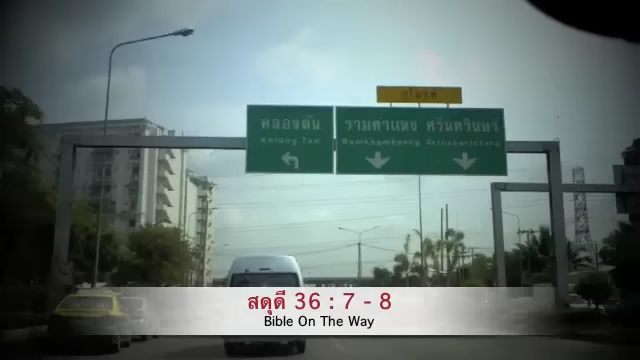 คลองตัน
Khlong Tan
รามคำแหง ศรีนครินทร์
Ramkhamhaeng Srinakarintong
สดุดี 36 : 7 - 8
Bible On The Way